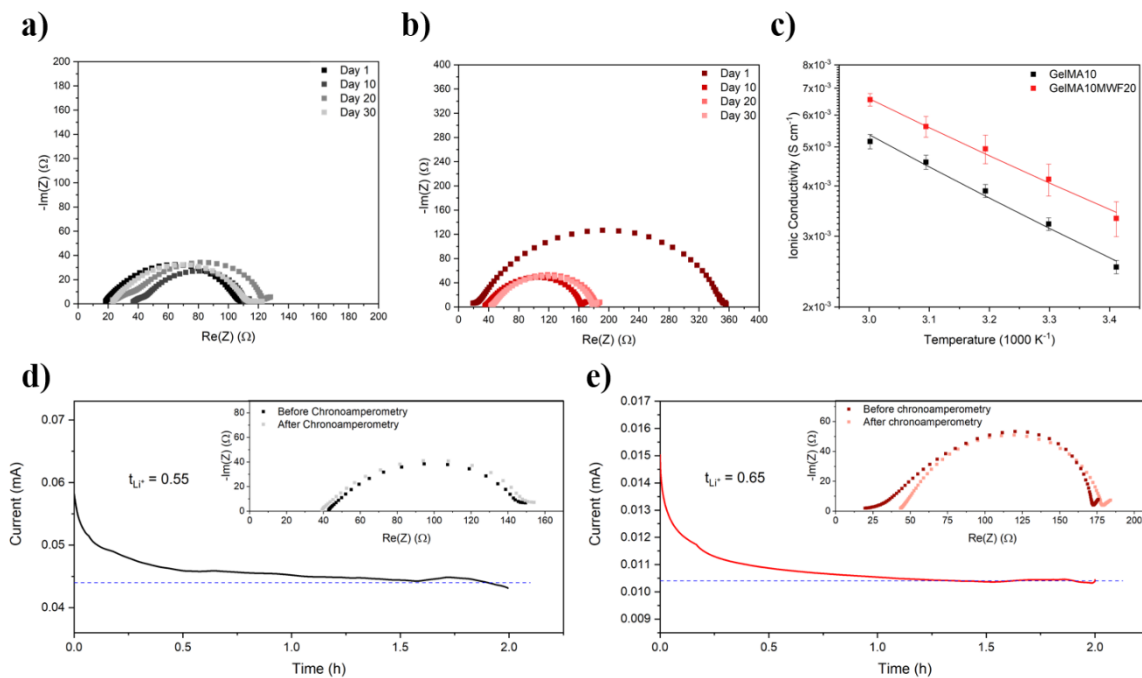 a)
200
180
160
140
120
100
80
60
40
20
0
0 20 40 60 80 100 120 140 160 180 200
-Im(Z) (Ω)
Re(Z) (Ω)
Day 1
Day 10
Day 20
Day 30
b)
400
360
320
280
240
200
160
120
80
40
0
0 40 80 120 160 200 240 280 320 360 400
-Im(Z) (Ω)
Re(Z) (Ω)
Day 1
Day 10
Day 20
Day 30
c)
8x10⁻³
7x10⁻³
6x10⁻³
5x10⁻³
4x10⁻³
3x10⁻³
2x10⁻³
3.0 3.1 3.2 3.3 3.4
Ionic Conductivity (S cm⁻¹)
Temperature (1000 K⁻¹)
GelMA10
GelMA10MWF20
d)
0.07
0.06
0.05
0.04
0.0 0.5 1.0 1.5 2.0
Current (mA)
Time (h)
t_Li⁺ = 0.55
Before Chronoamperometry
After Chronoamperometry
80
60
40
20
0
0 20 40 60 80 100 120 140 160
-Im(Z) (Ω)
Re(Z) (Ω)
e)
0.017
0.016
0.015
0.014
0.013
0.012
0.011
0.010
0.009
0.0 0.5 1.0 1.5 2.0
Current (mA)
Time (h)
t_Li⁺ = 0.65
Before chronoamperometry
After chronoamperometry
80
60
40
20
0
0 25 50 75 100 125 150 175 200
-Im(Z) (Ω)
Re(Z) (Ω)